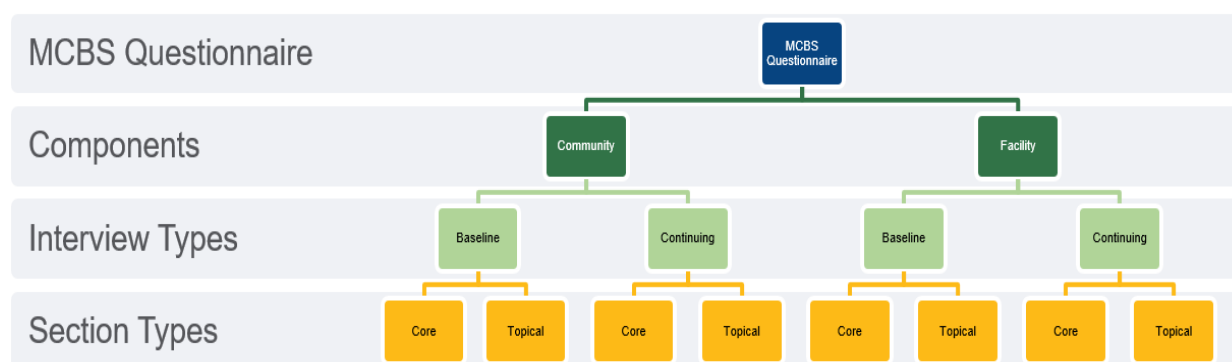 MCBS Questionnaire
MCBS
Questionnaire
Components
Community
Facility
Interview Types
Baseline
Continuing
Baseline
Continuing
Section Types
Core
Topical
Core
Topical
Core
Topical
Core
Topical